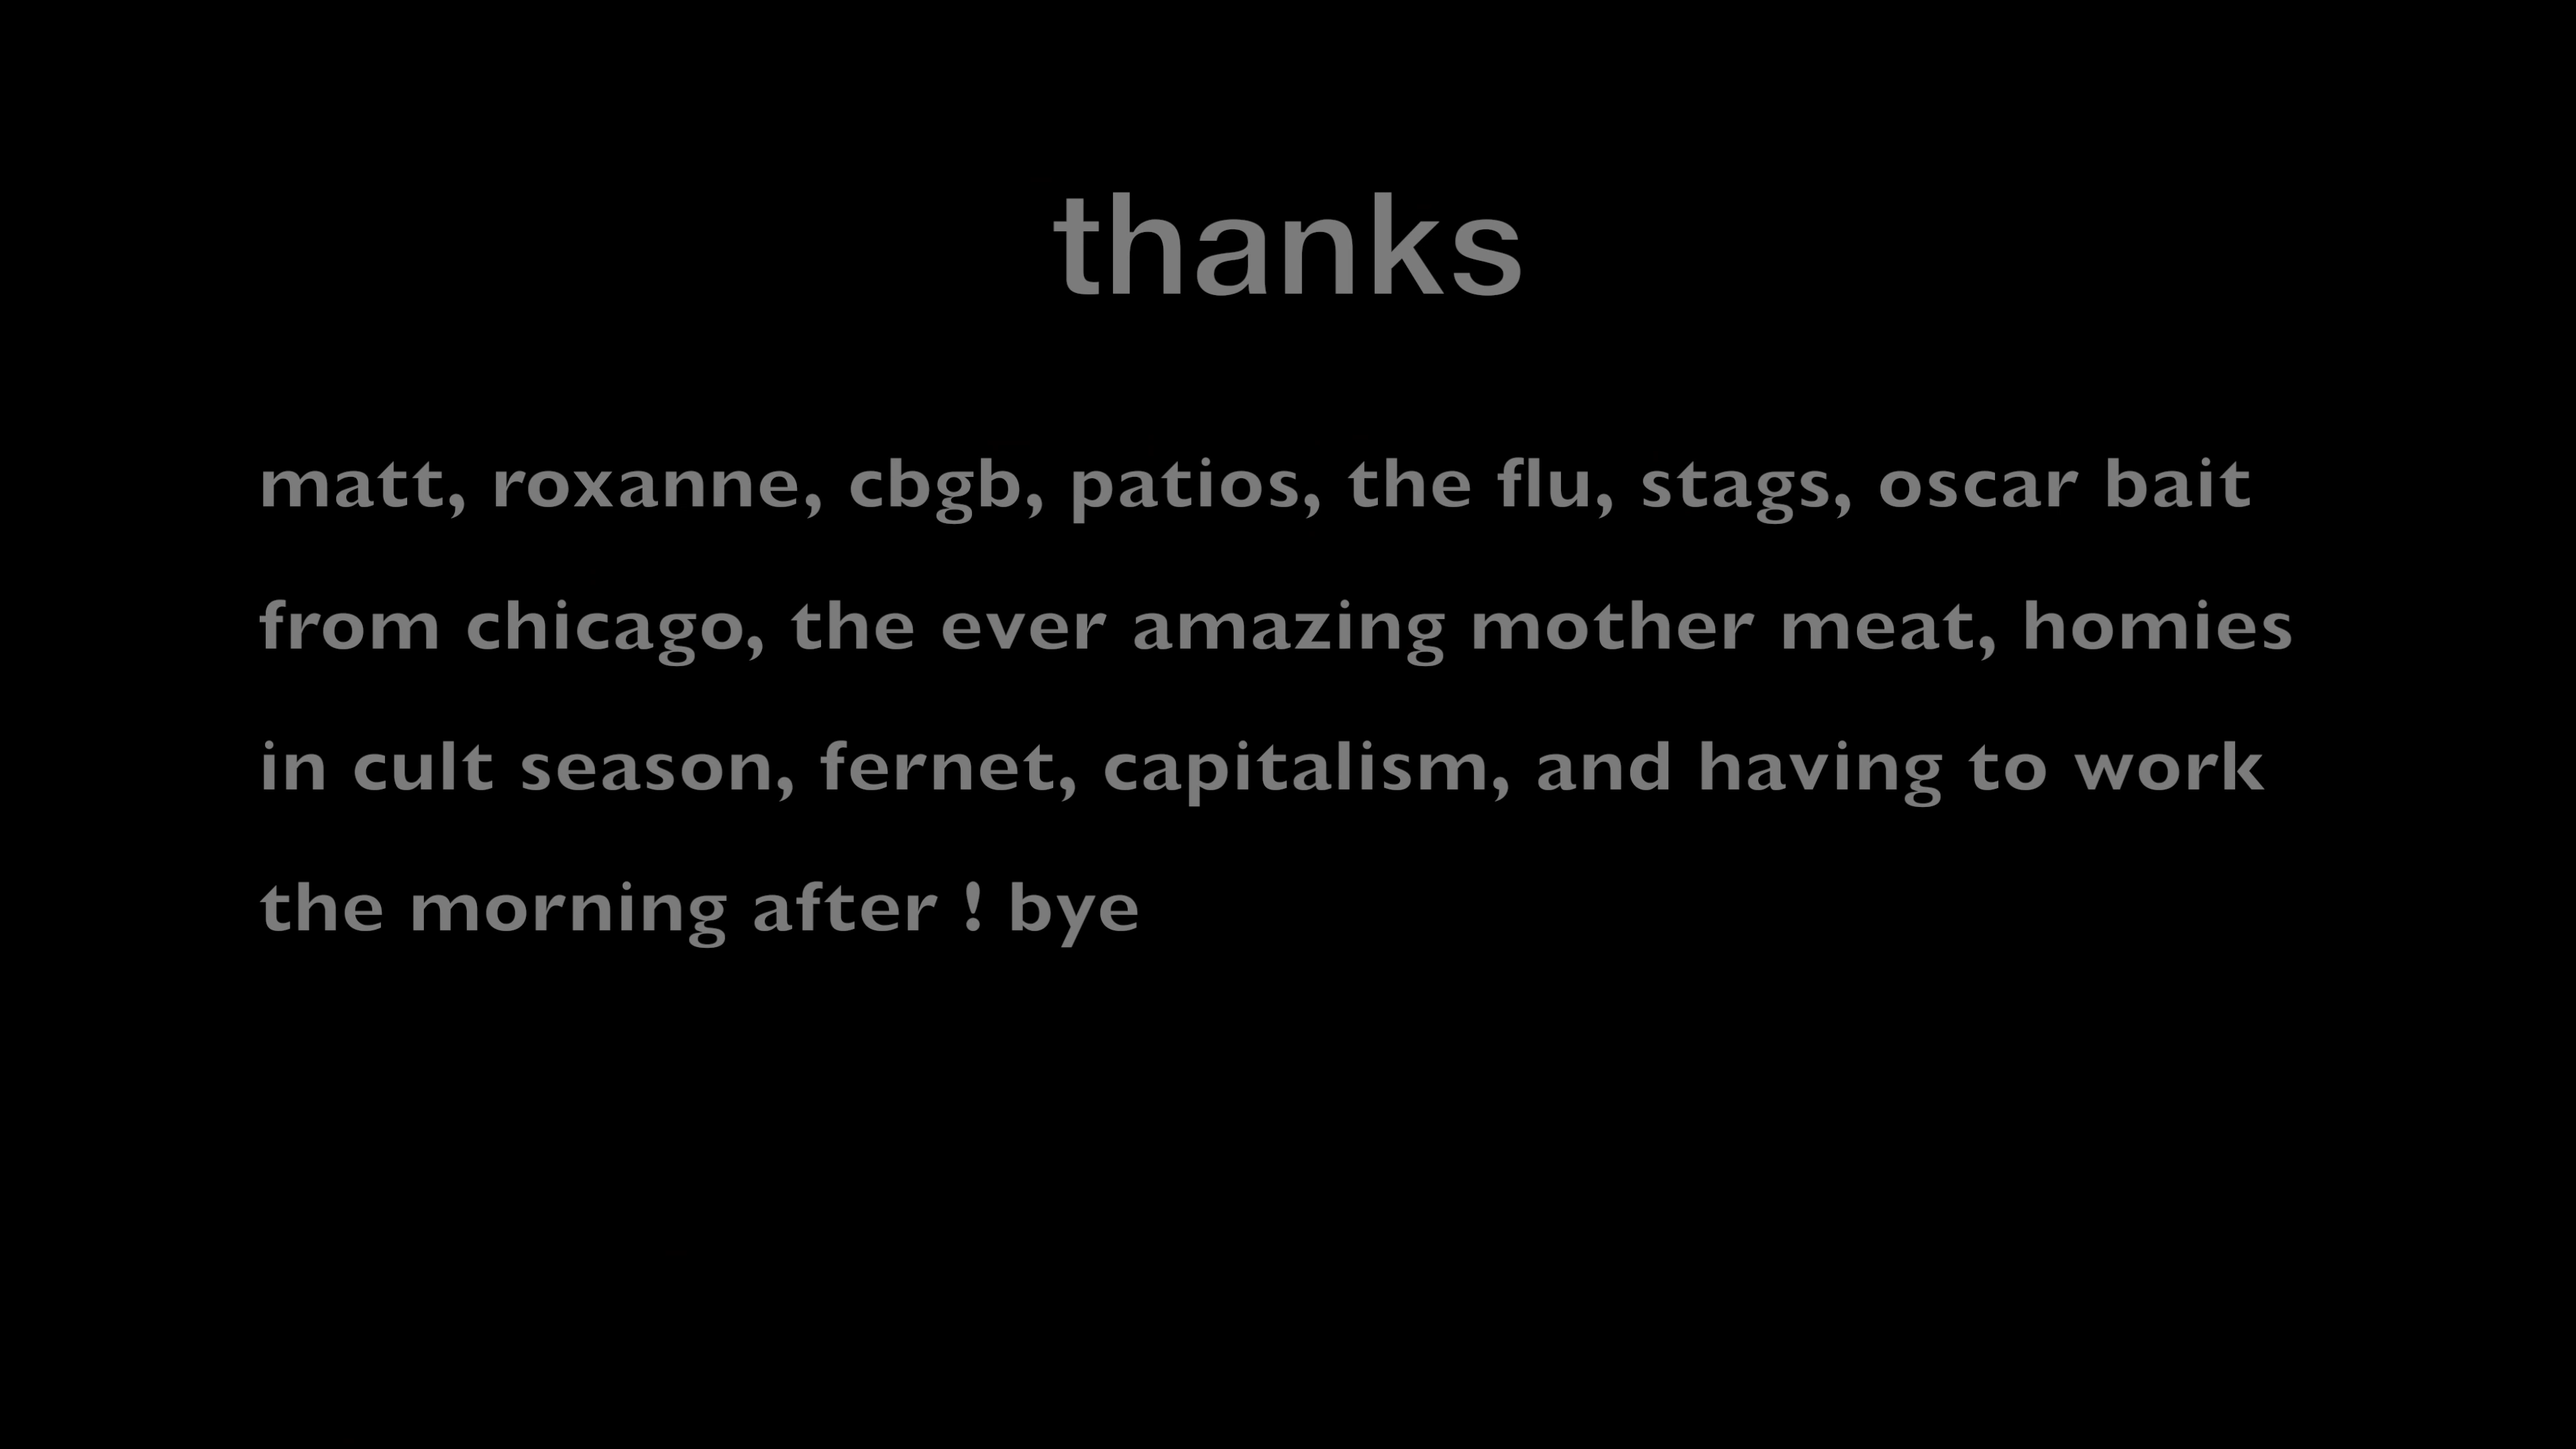 thanks
matt, roxanne, cbgb, patios, the flu, stags, oscar bait
from chicago, the ever amazing mother meat, homies
in cult season, fernet, capitalism, and having to work
the morning after ! bye